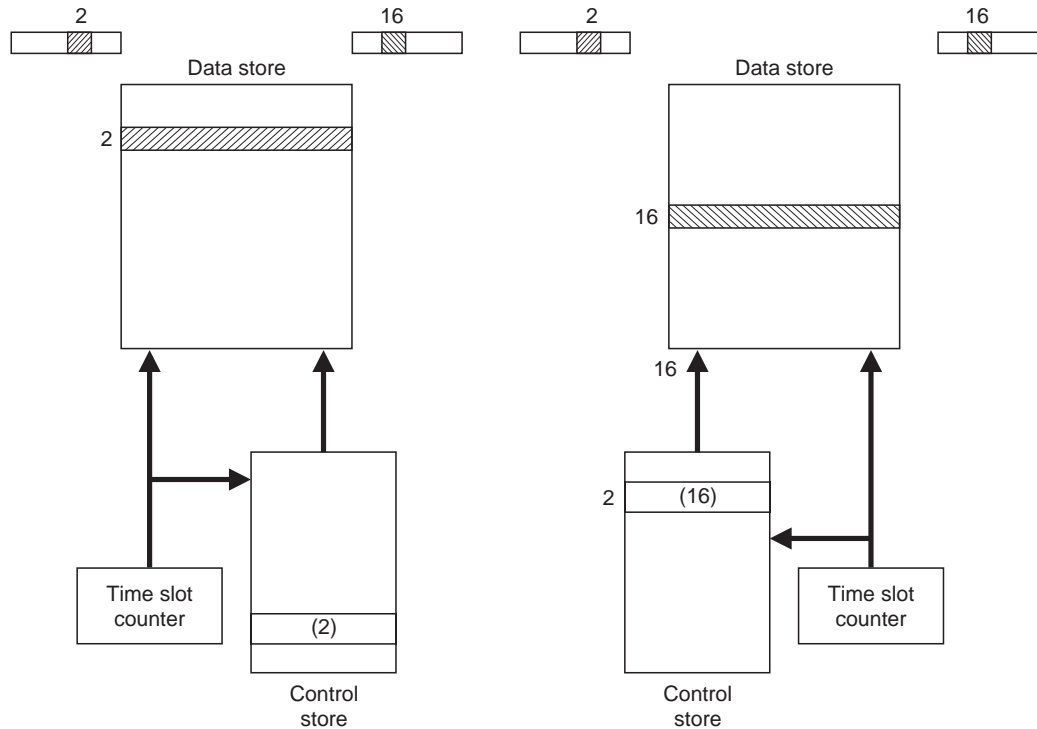 2
16
Data store
2
Time slot
counter
(2)
Control
store
2
16
Data store
16
16
2
(16)
Time slot
counter
Control
store